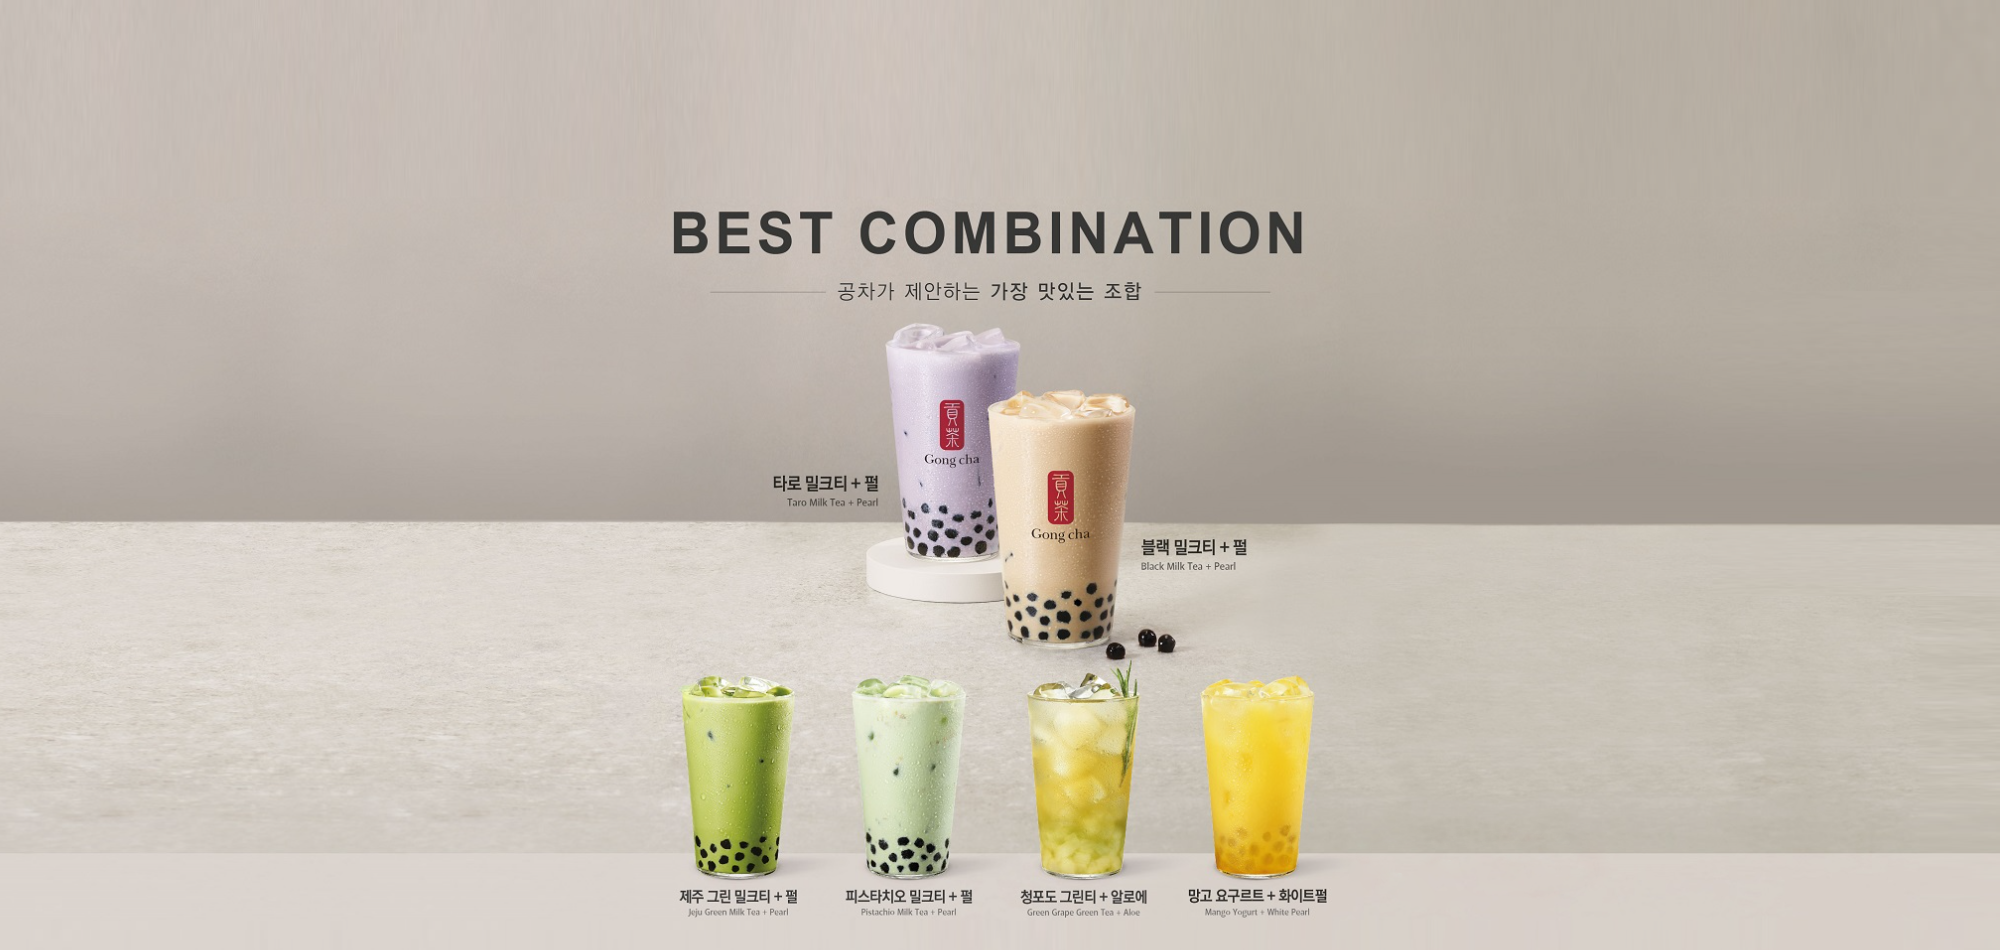 BEST COMBINATION
공차가 제안하는 가장 맛있는 조합
貢茶
Gong cha
貢茶
Gong cha
타로 밀크티 + 펄
Taro Milk Tea + Pearl
블랙 밀크티 + 펄
Black Milk Tea + Pearl
제주 그린 밀크티 + 펄
Jeju Green Milk Tea + Pearl
피스타치오 밀크티 + 펄
Pistachio Milk Tea + Pearl
청포도 그린티 + 알로에
Green Grape Green Tea + Aloe
망고 요구르트 + 화이트펄
Mango Yogurt + White Pearl